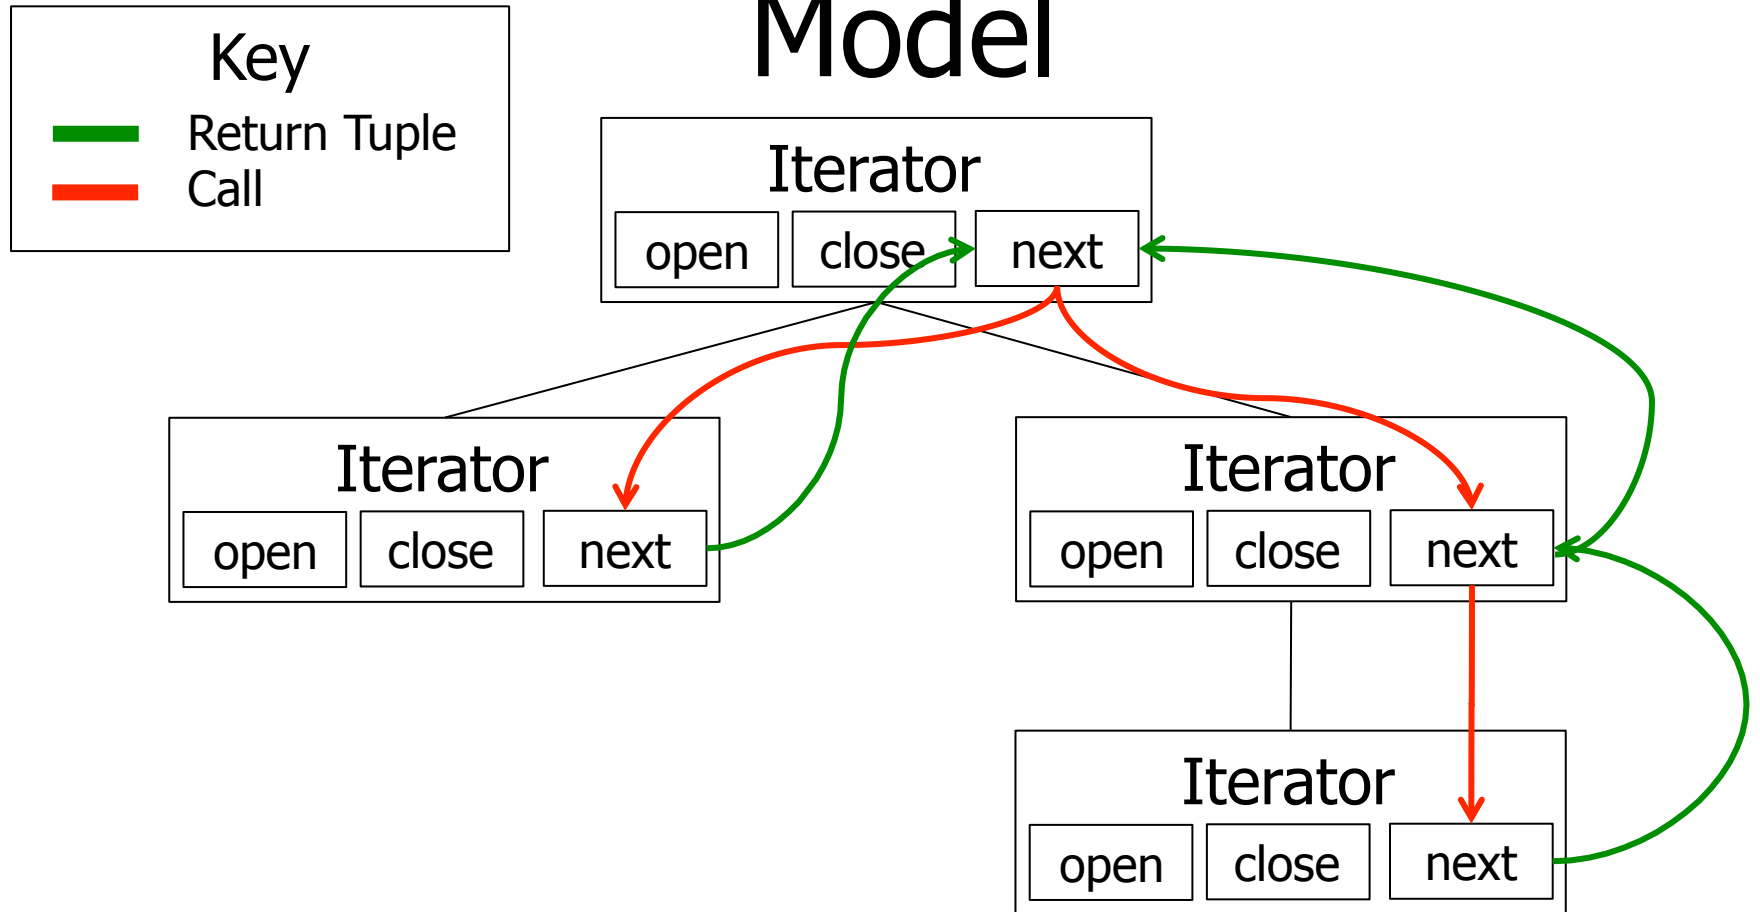 Model
Key
Return Tuple
Call
Iterator
open close next
Iterator
open close next
Iterator
open close next
Iterator
open close next